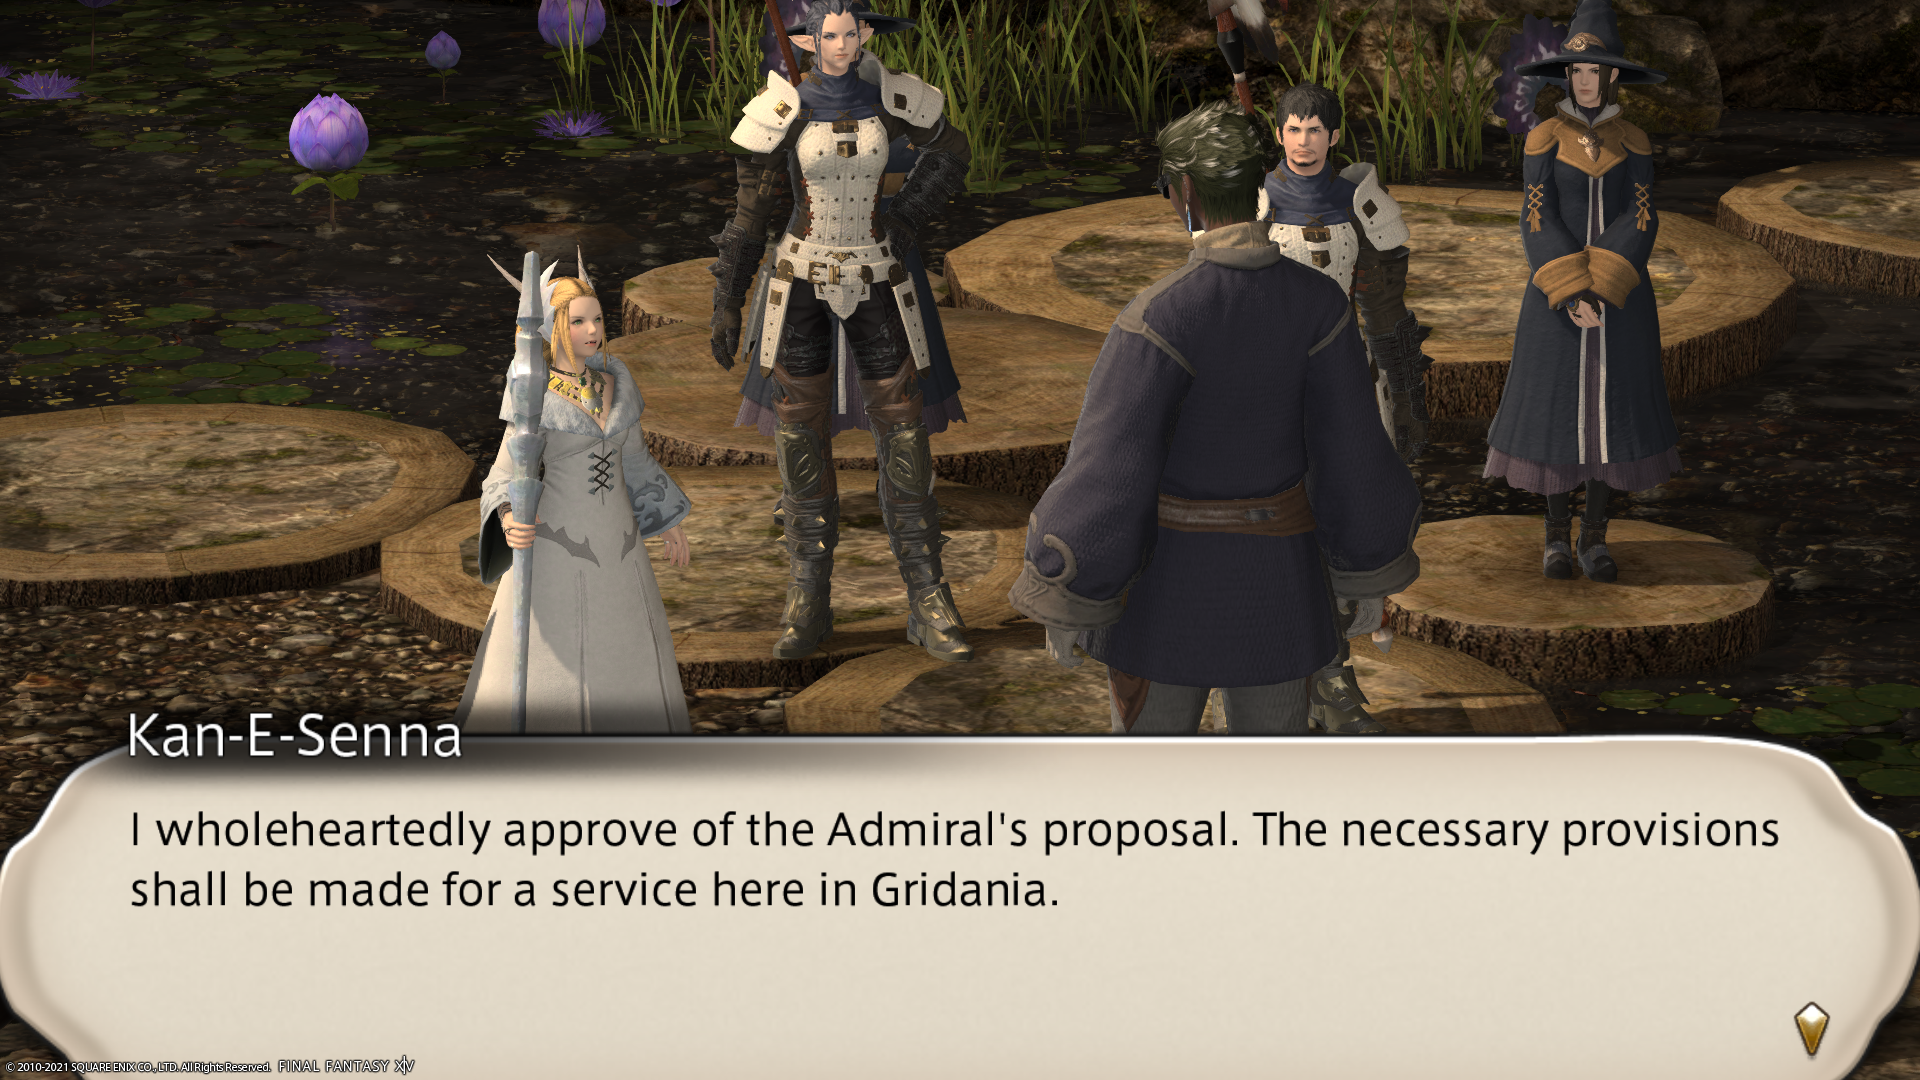 Kan-E-Senna
I wholeheartedly approve of the Admiral's proposal. The necessary provisions
shall be made for a service here in Gridania.
© 2010-2021 SQUARE ENIX CO., LTD. All Rights Reserved. FINAL FANTASY XIV